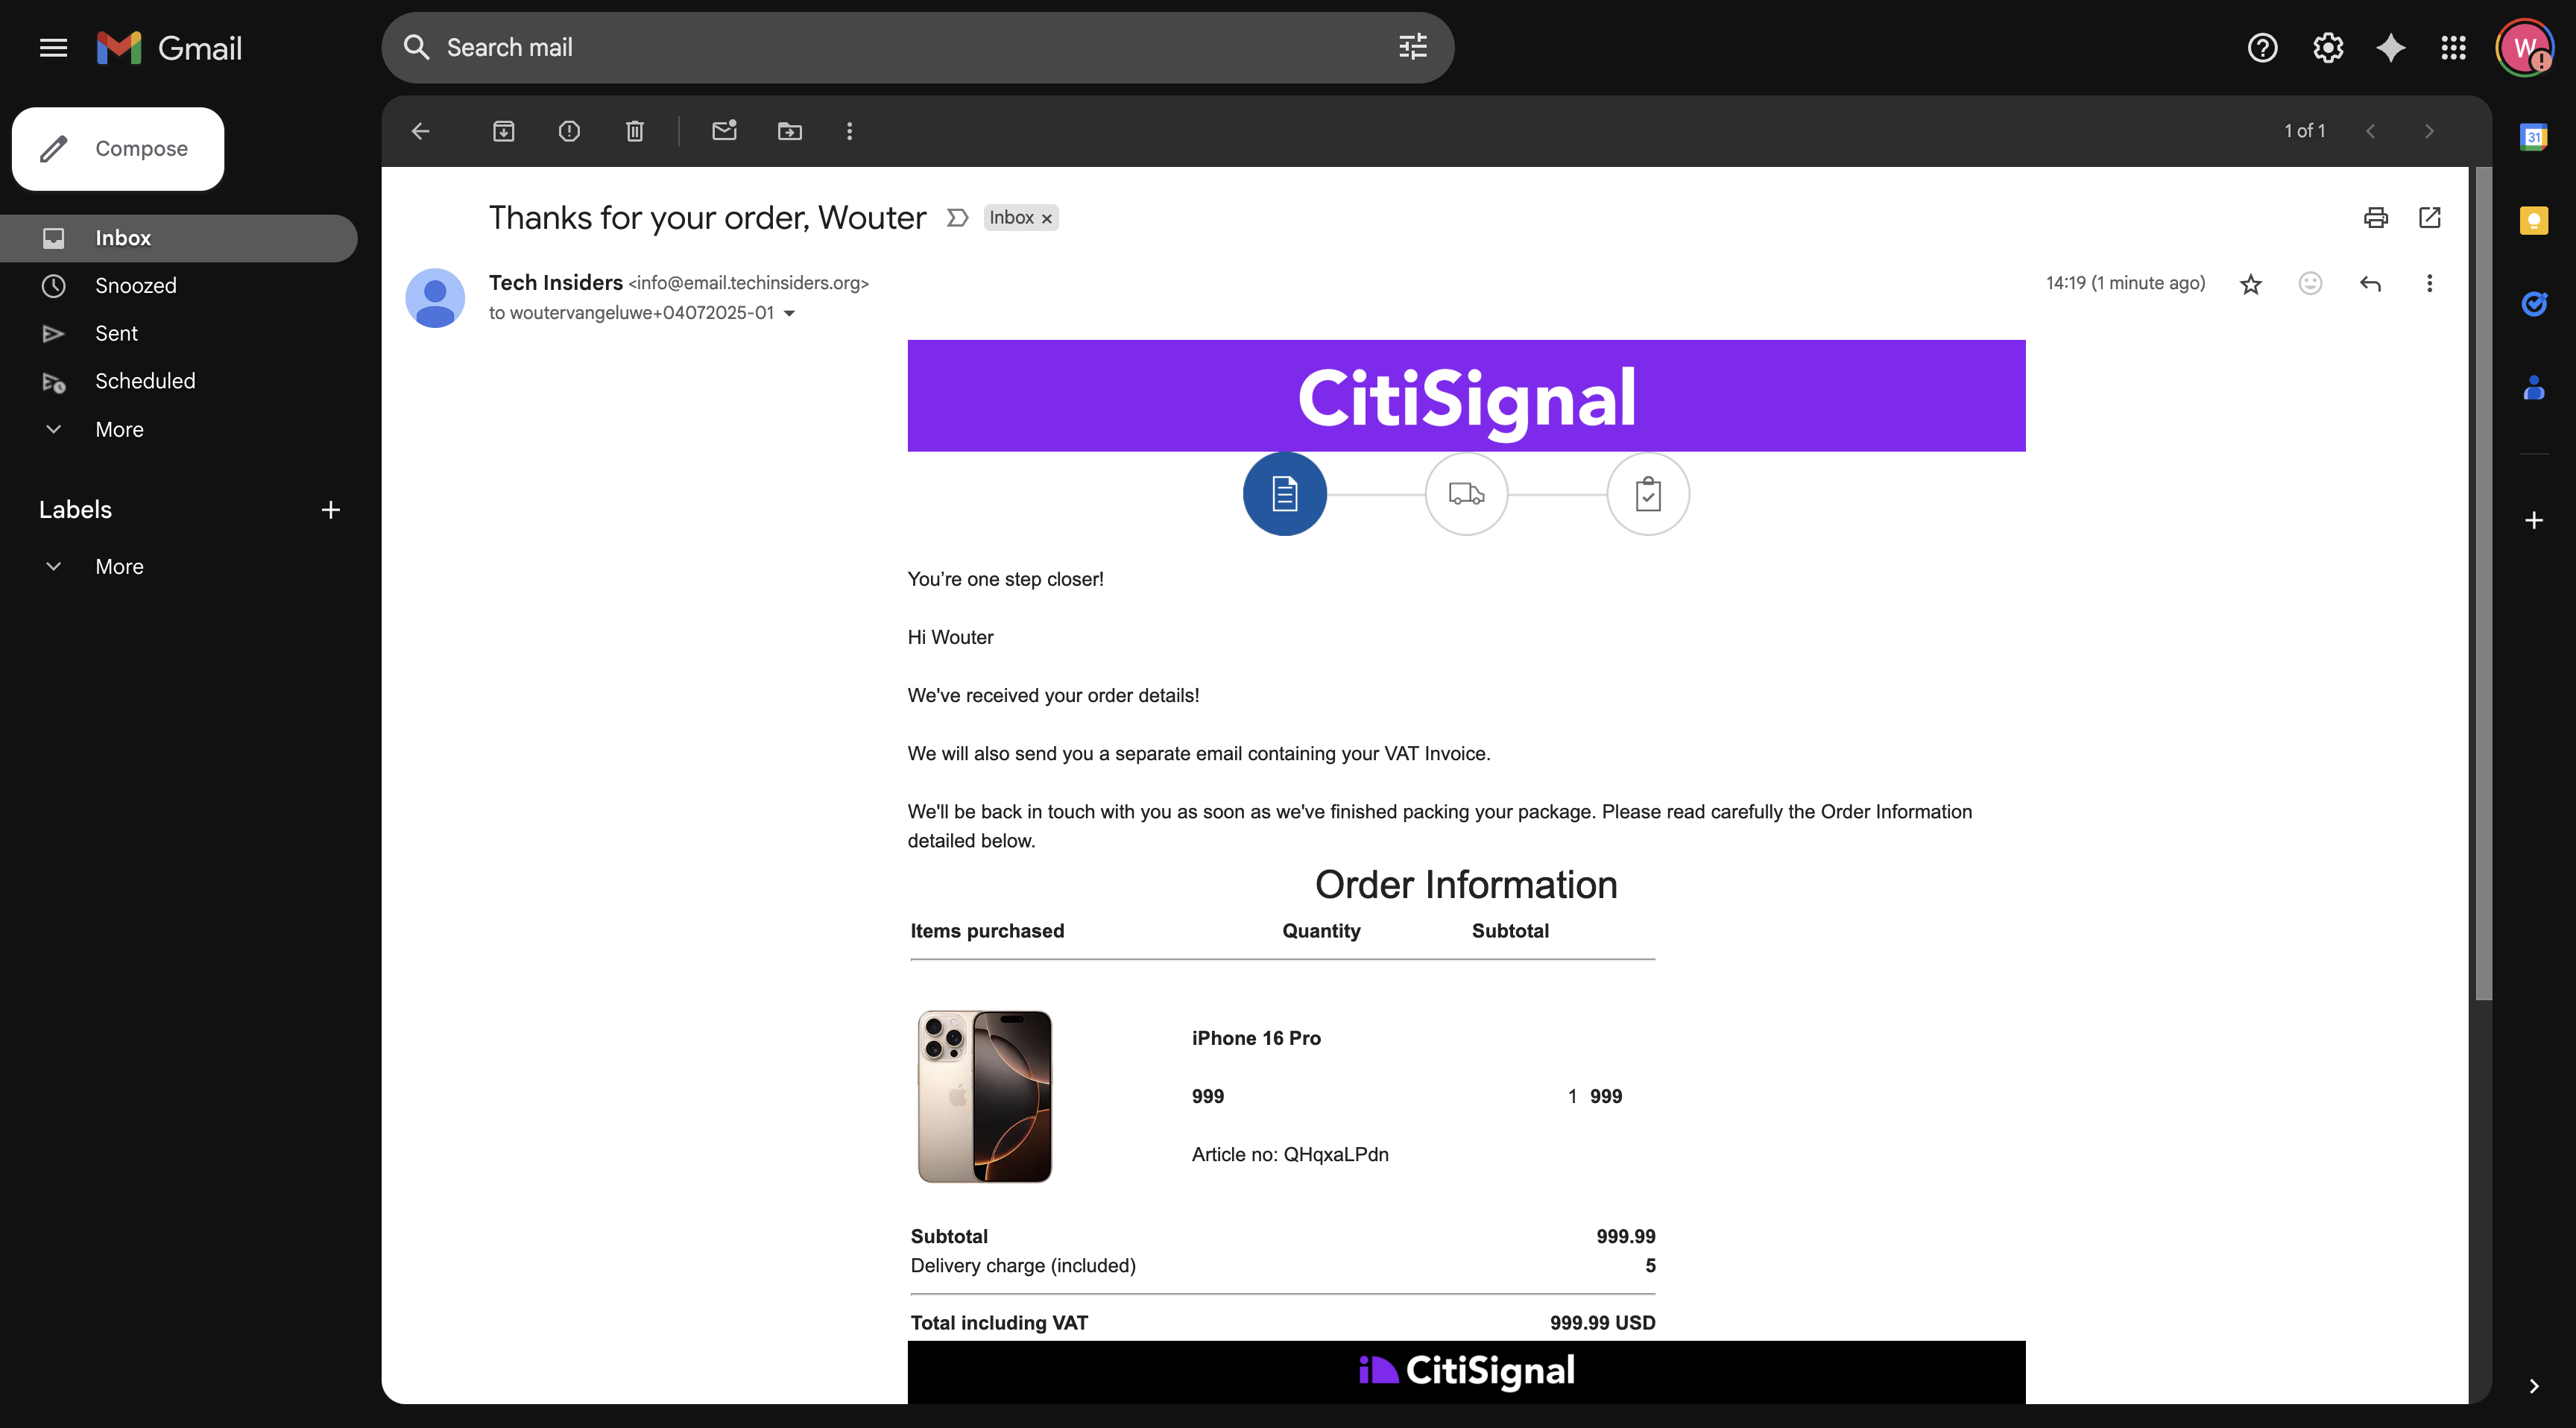 Gmail
Search mail
W
Compose
1 of 1
31
Inbox
Snoozed
Sent
Scheduled
More
Labels
More
Thanks for your order, Wouter
Inbox ×
Tech Insiders <info@email.techinsiders.org>
14:19 (1 minute ago)
to woutervangeluwe+04072025-01
CitiSignal
You’re one step closer!
Hi Wouter
We've received your order details!
We will also send you a separate email containing your VAT Invoice.
We'll be back in touch with you as soon as we've finished packing your package. Please read carefully the Order Information
detailed below.
Order Information
Items purchased Quantity Subtotal
iPhone 16 Pro
999 1 999
Article no: QHqxaLPdn
Subtotal 999.99
Delivery charge (included) 5
Total including VAT 999.99 USD
CitiSignal